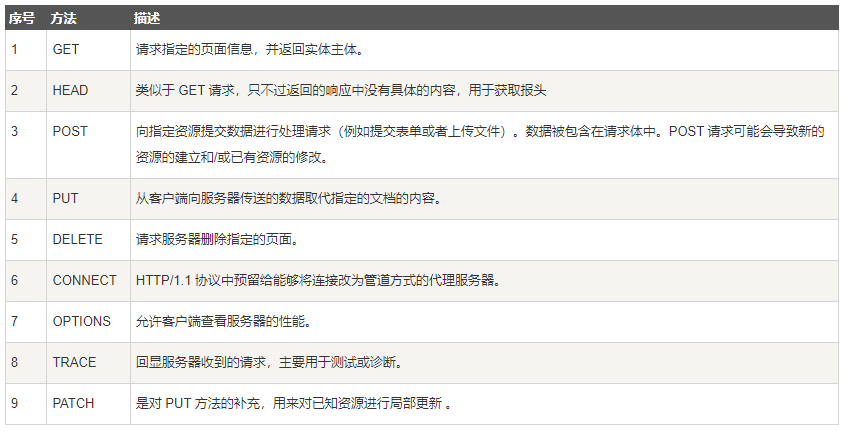 序号 方法 描述
1 GET 请求指定的页面信息，并返回实体主体。
2 HEAD 类似于 GET 请求，只不过返回的响应中没有具体的内容，用于获取报头
3 POST 向指定资源提交数据进行处理请求（例如提交表单或者上传文件）。数据被包含在请求体中。POST 请求可能会导致新的
资源的建立和/或已有资源的修改。
4 PUT 从客户端向服务器传送的数据取代指定的文档的内容。
5 DELETE 请求服务器删除指定的页面。
6 CONNECT HTTP/1.1 协议中预留给能够将连接改为管道方式的代理服务器。
7 OPTIONS 允许客户端查看服务器的性能。
8 TRACE 回显服务器收到的请求，主要用于测试或诊断。
9 PATCH 是对 PUT 方法的补充，用来对已知资源进行局部更新 。